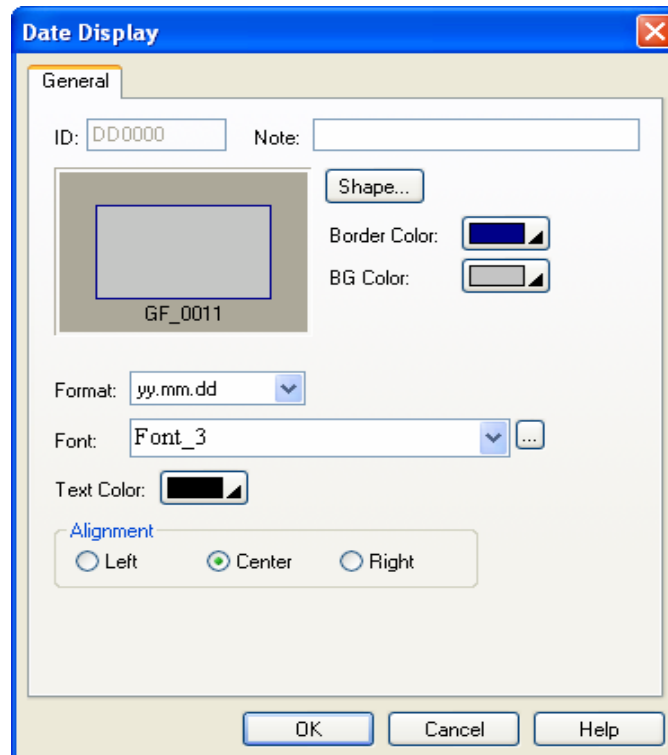 Date Display
General
ID: DD0000 Note:
Shape...
Border Color:
BG Color:
GF_0011
Format: yy.mm.dd
Font: Font_3 ...
Text Color:
Alignment
Left Center Right
OK Cancel Help